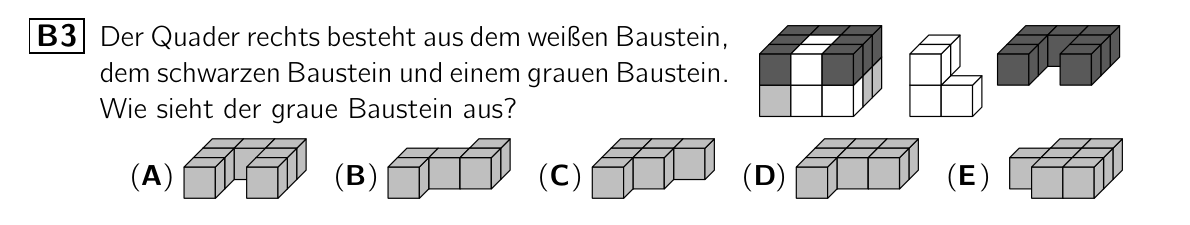 B3 Der Quader rechts besteht aus dem weißen Baustein,
dem schwarzen Baustein und einem grauen Baustein.
Wie sieht der graue Baustein aus?
(A) (B) (C) (D) (E)